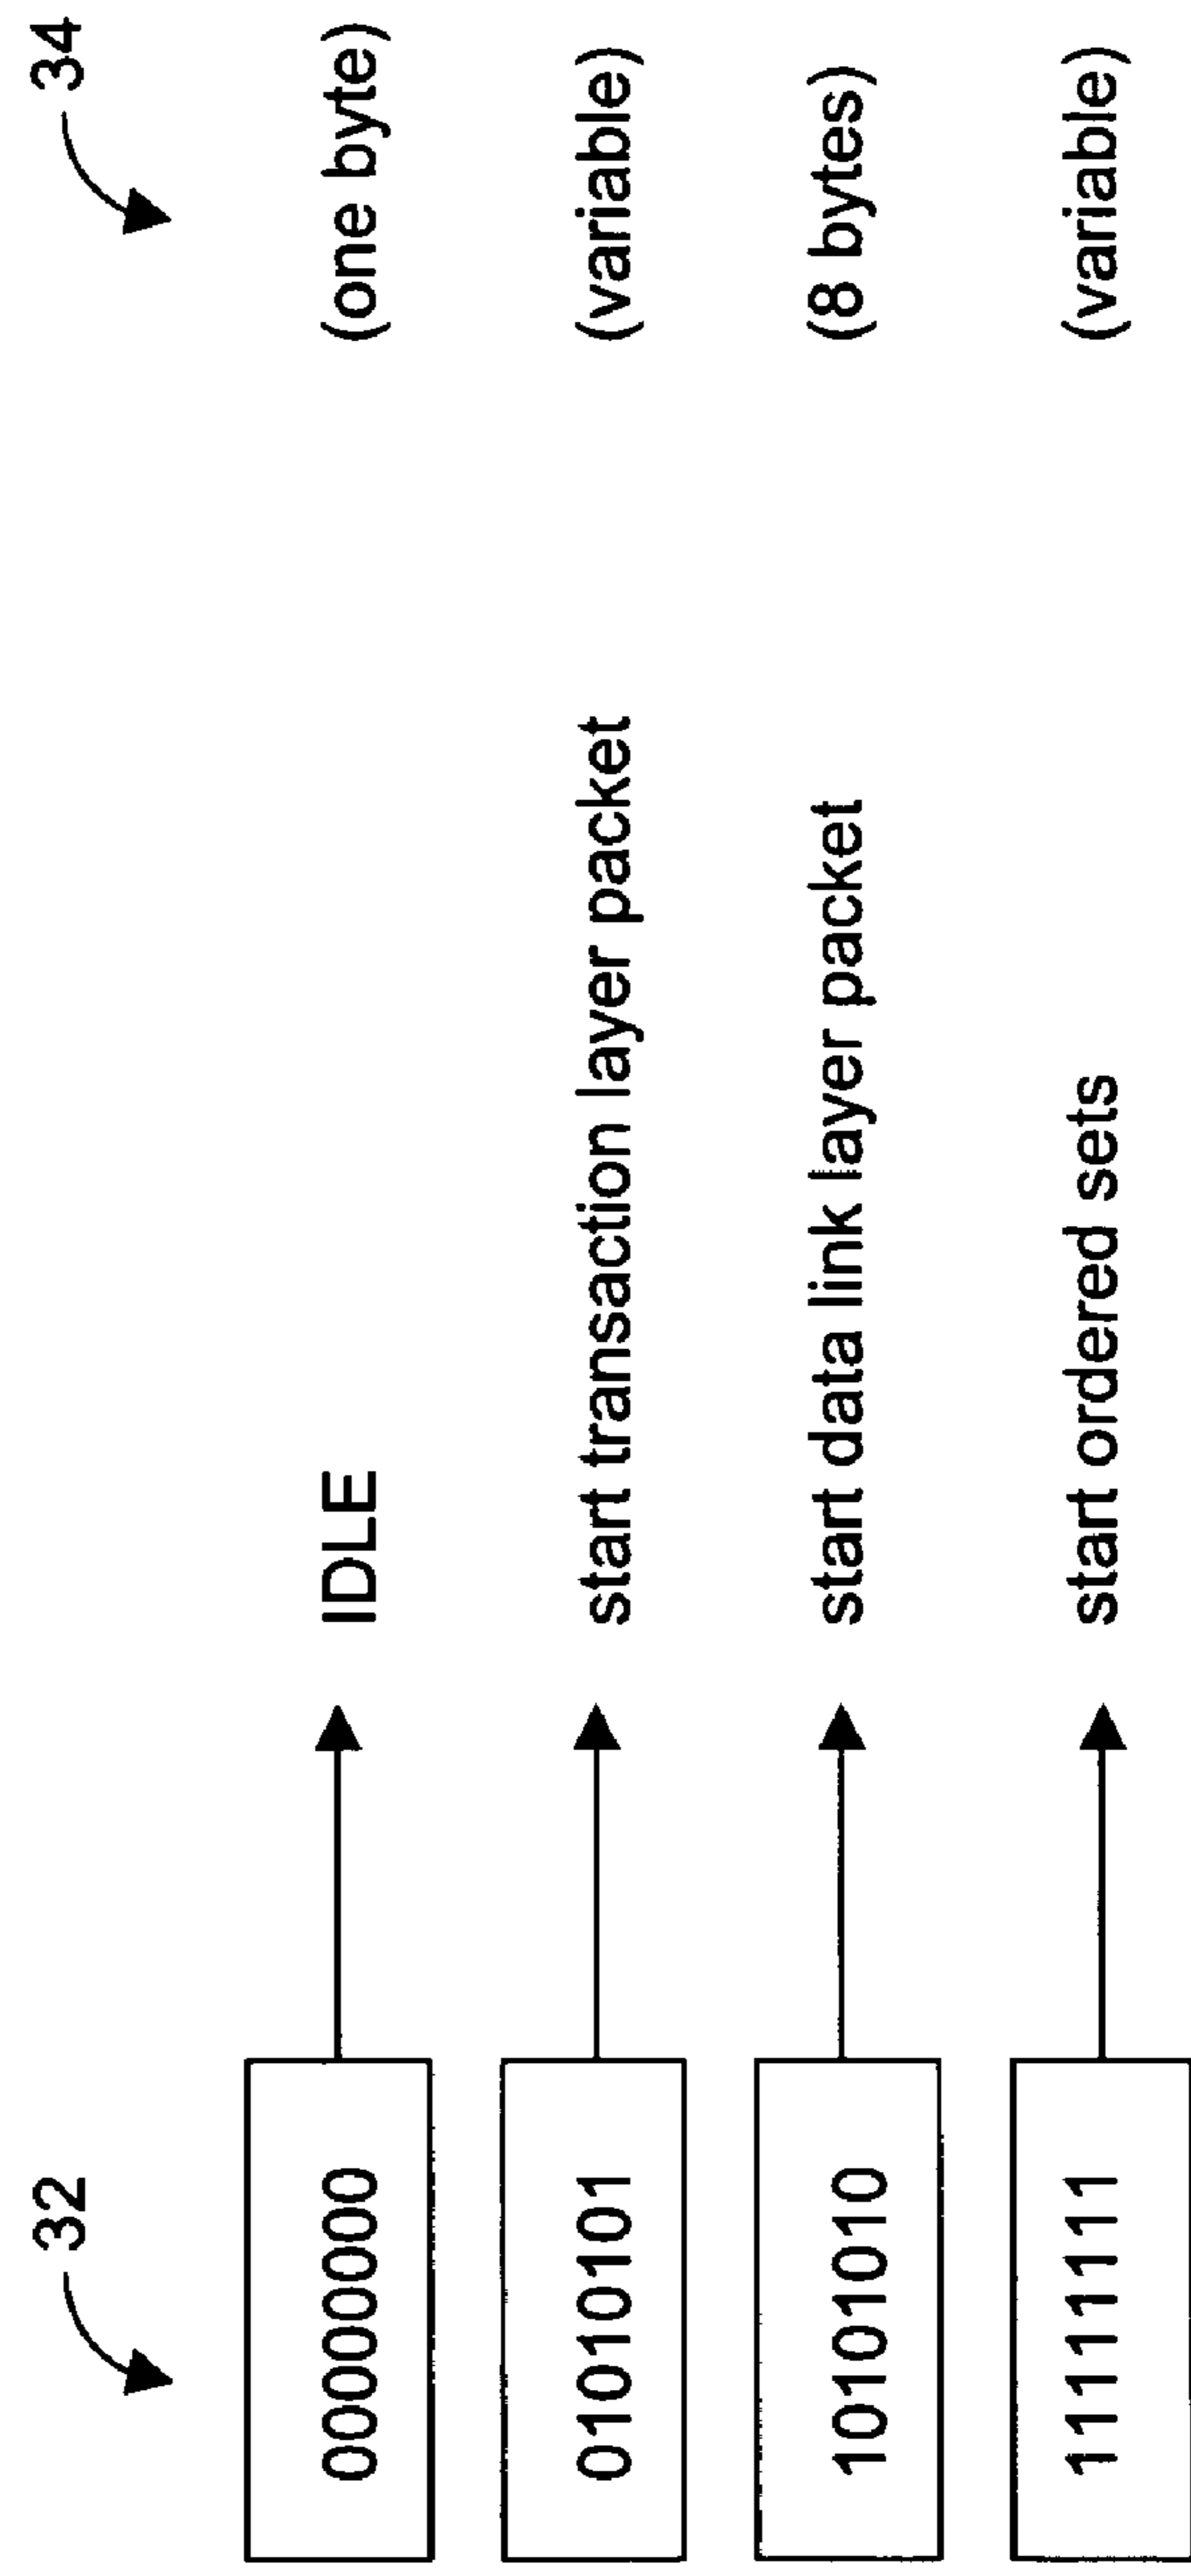 32 34
00000000 IDLE (one byte)
01010101 start transaction layer packet (variable)
10101010 start data link layer packet (8 bytes)
11111111 start ordered sets (variable)